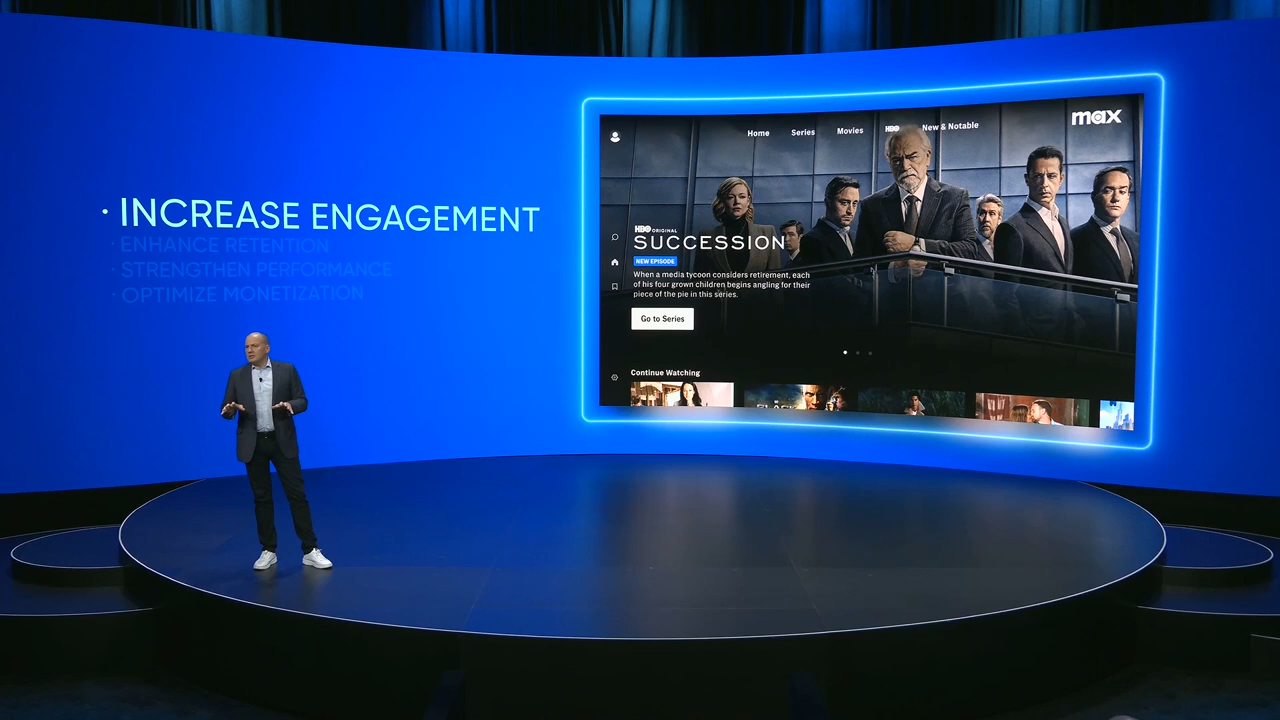 · INCREASE ENGAGEMENT
· ENHANCE RETENTION
· STRENGTHEN PERFORMANCE
· OPTIMIZE MONETIZATION
max
Home Series Movies HBO New & Notable
HBO ORIGINAL
SUCCESSION
NEW EPISODE
When a media tycoon considers retirement, each
of his four grown children begins angling for their
piece of the pie in this series.
Go to Series
Continue Watching